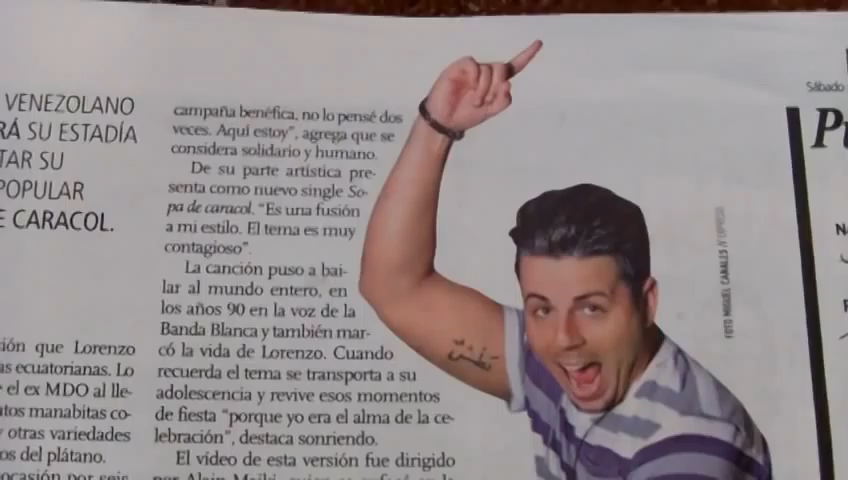 VENEZOLANO
RÁ SU ESTADÍA
TAR SU
POPULAR
E CARACOL.
ión que Lorenzo
as ecuatorianas. Lo
el ex MDO al lle-
tos manabitas co-
y otras variedades
os del plátano.
ocasión por seis
campaña benéfica, no lo pensé dos
veces. Aquí estoy", agrega que se
considera solidario y humano.
De su parte artística pre-
senta como nuevo single So-
pa de caracol. "Es una fusión
a mi estilo. El tema es muy
contagioso".
La canción puso a bai-
lar al mundo entero, en
los años 90 en la voz de la
Banda Blanca y también mar-
có la vida de Lorenzo. Cuando
recuerda el tema se transporta a su
adolescencia y revive esos momentos
de fiesta "porque yo era el alma de la ce-
lebración", destaca sonriendo.
El video de esta versión fue dirigido
por Alain
FOTO MIGUEL CANALES // EXPRESO
Sábado